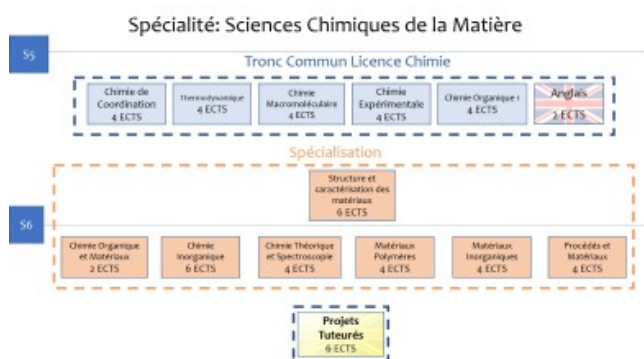 Spécialité: Sciences Chimiques de la Matière
S5
Tronc Commun Licence Chimie
Chimie de
Coordination
4 ECTS
Thermodynamique
4 ECTS
Chimie
Macromoléculaire
4 ECTS
Chimie
Expérimentale
4 ECTS
Chimie Organique I
4 ECTS
Anglais
2 ECTS
Spécialisation
Structure et
caractérisation des
matériaux
6 ECTS
S6
Chimie Organique
et Matériaux
2 ECTS
Chimie
Inorganique
6 ECTS
Chimie Théorique
et Spectroscopie
4 ECTS
Matériaux
Polymères
4 ECTS
Matériaux
Inorganiques
4 ECTS
Procédés et
Matériaux
4 ECTS
Projets
Tuteurés
6 ECTS